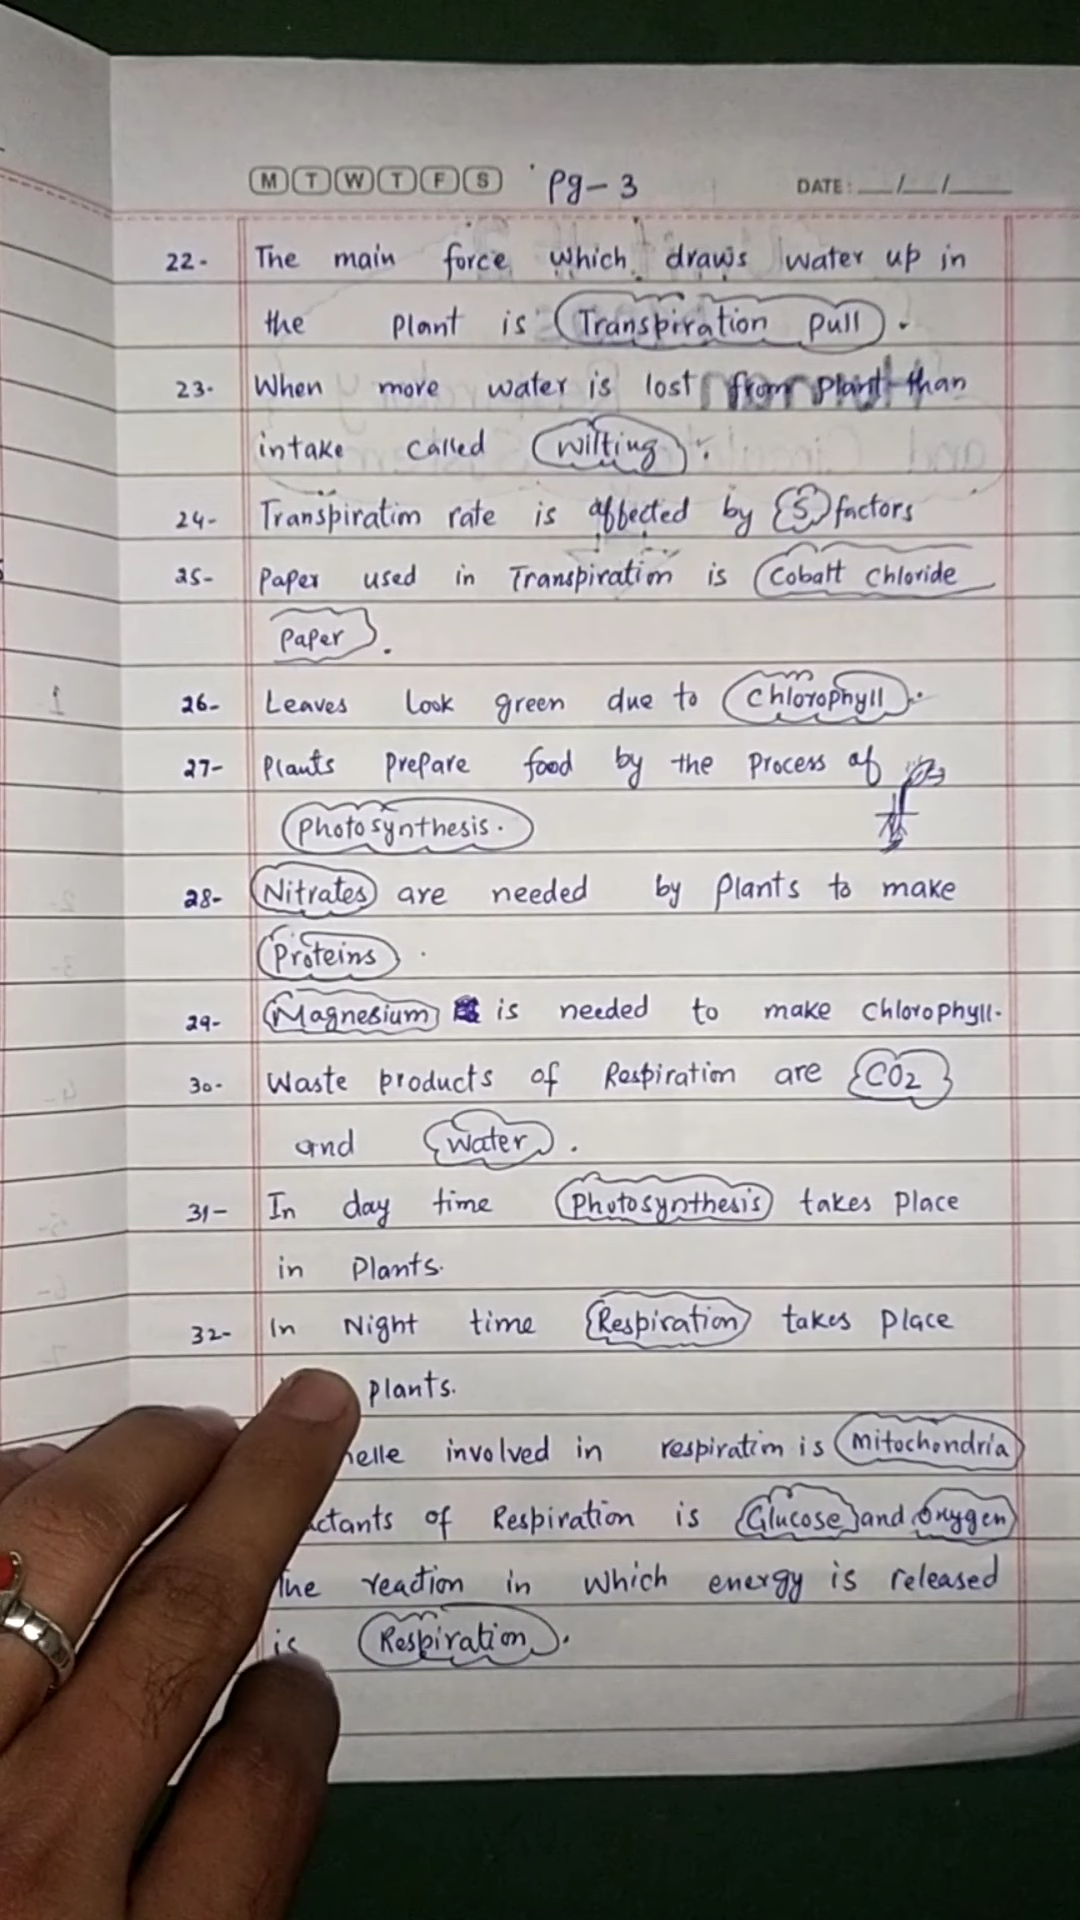 M T W T F S Pg-3 DATE: __/__/____
22- The main force which draws water up in
the plant is Transpiration pull.
23- When more water is lost from plant than
intake called wilting.
24- Transpiration rate is affected by 5 factors
25- Paper used in Transpiration is Cobalt chloride
Paper.
26- Leaves look green due to chlorophyll.
27- Plants prepare food by the process of
Photosynthesis.
28- Nitrates are needed by plants to make
Proteins.
29- Magnesium is needed to make chlorophyll.
30- Waste products of Respiration are CO2
and water.
31- In day time Photosynthesis takes place
in plants.
32- In Night time Respiration takes place
plants.
nelle involved in respiration is Mitochondria
actants of Respiration is Glucose and oxygen
The reaction in which energy is released
is Respiration.